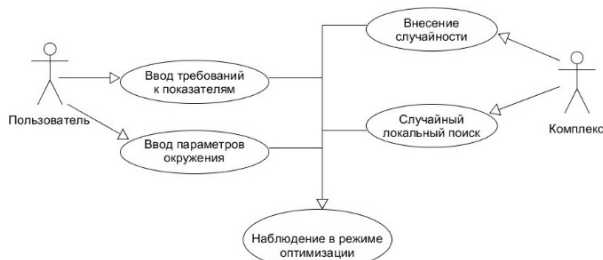 Внесение
случайности
Ввод требований
к показателям
Пользователь
Случайный
локальный поиск
Комплекс
Ввод параметров
окружения
Наблюдение в режиме
оптимизации